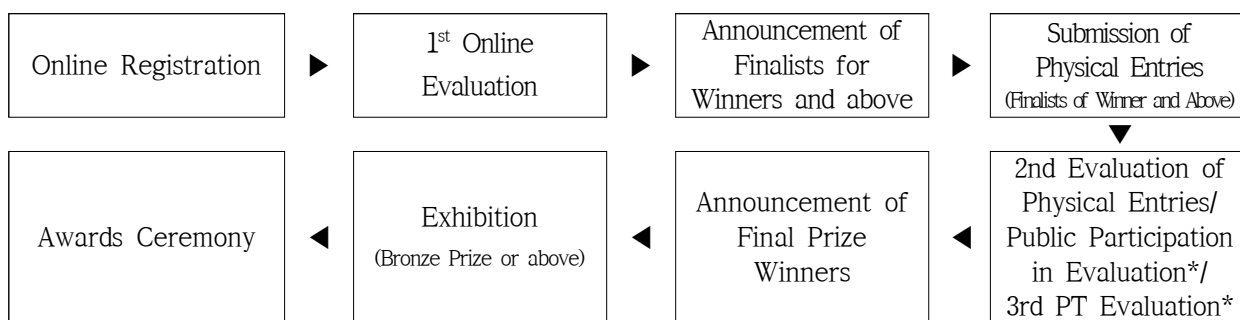 Online Registration
▶
1st Online
Evaluation
▶
Announcement of
Finalists for
Winners and above
▶
Submission of
Physical Entries
(Finalists of Winner and Above)
▼
2nd Evaluation of
Physical Entries/
Public Participation
in Evaluation*/
3rd PT Evaluation*
◀
Announcement of
Final Prize
Winners
◀
Exhibition
(Bronze Prize or above)
◀
Awards Ceremony